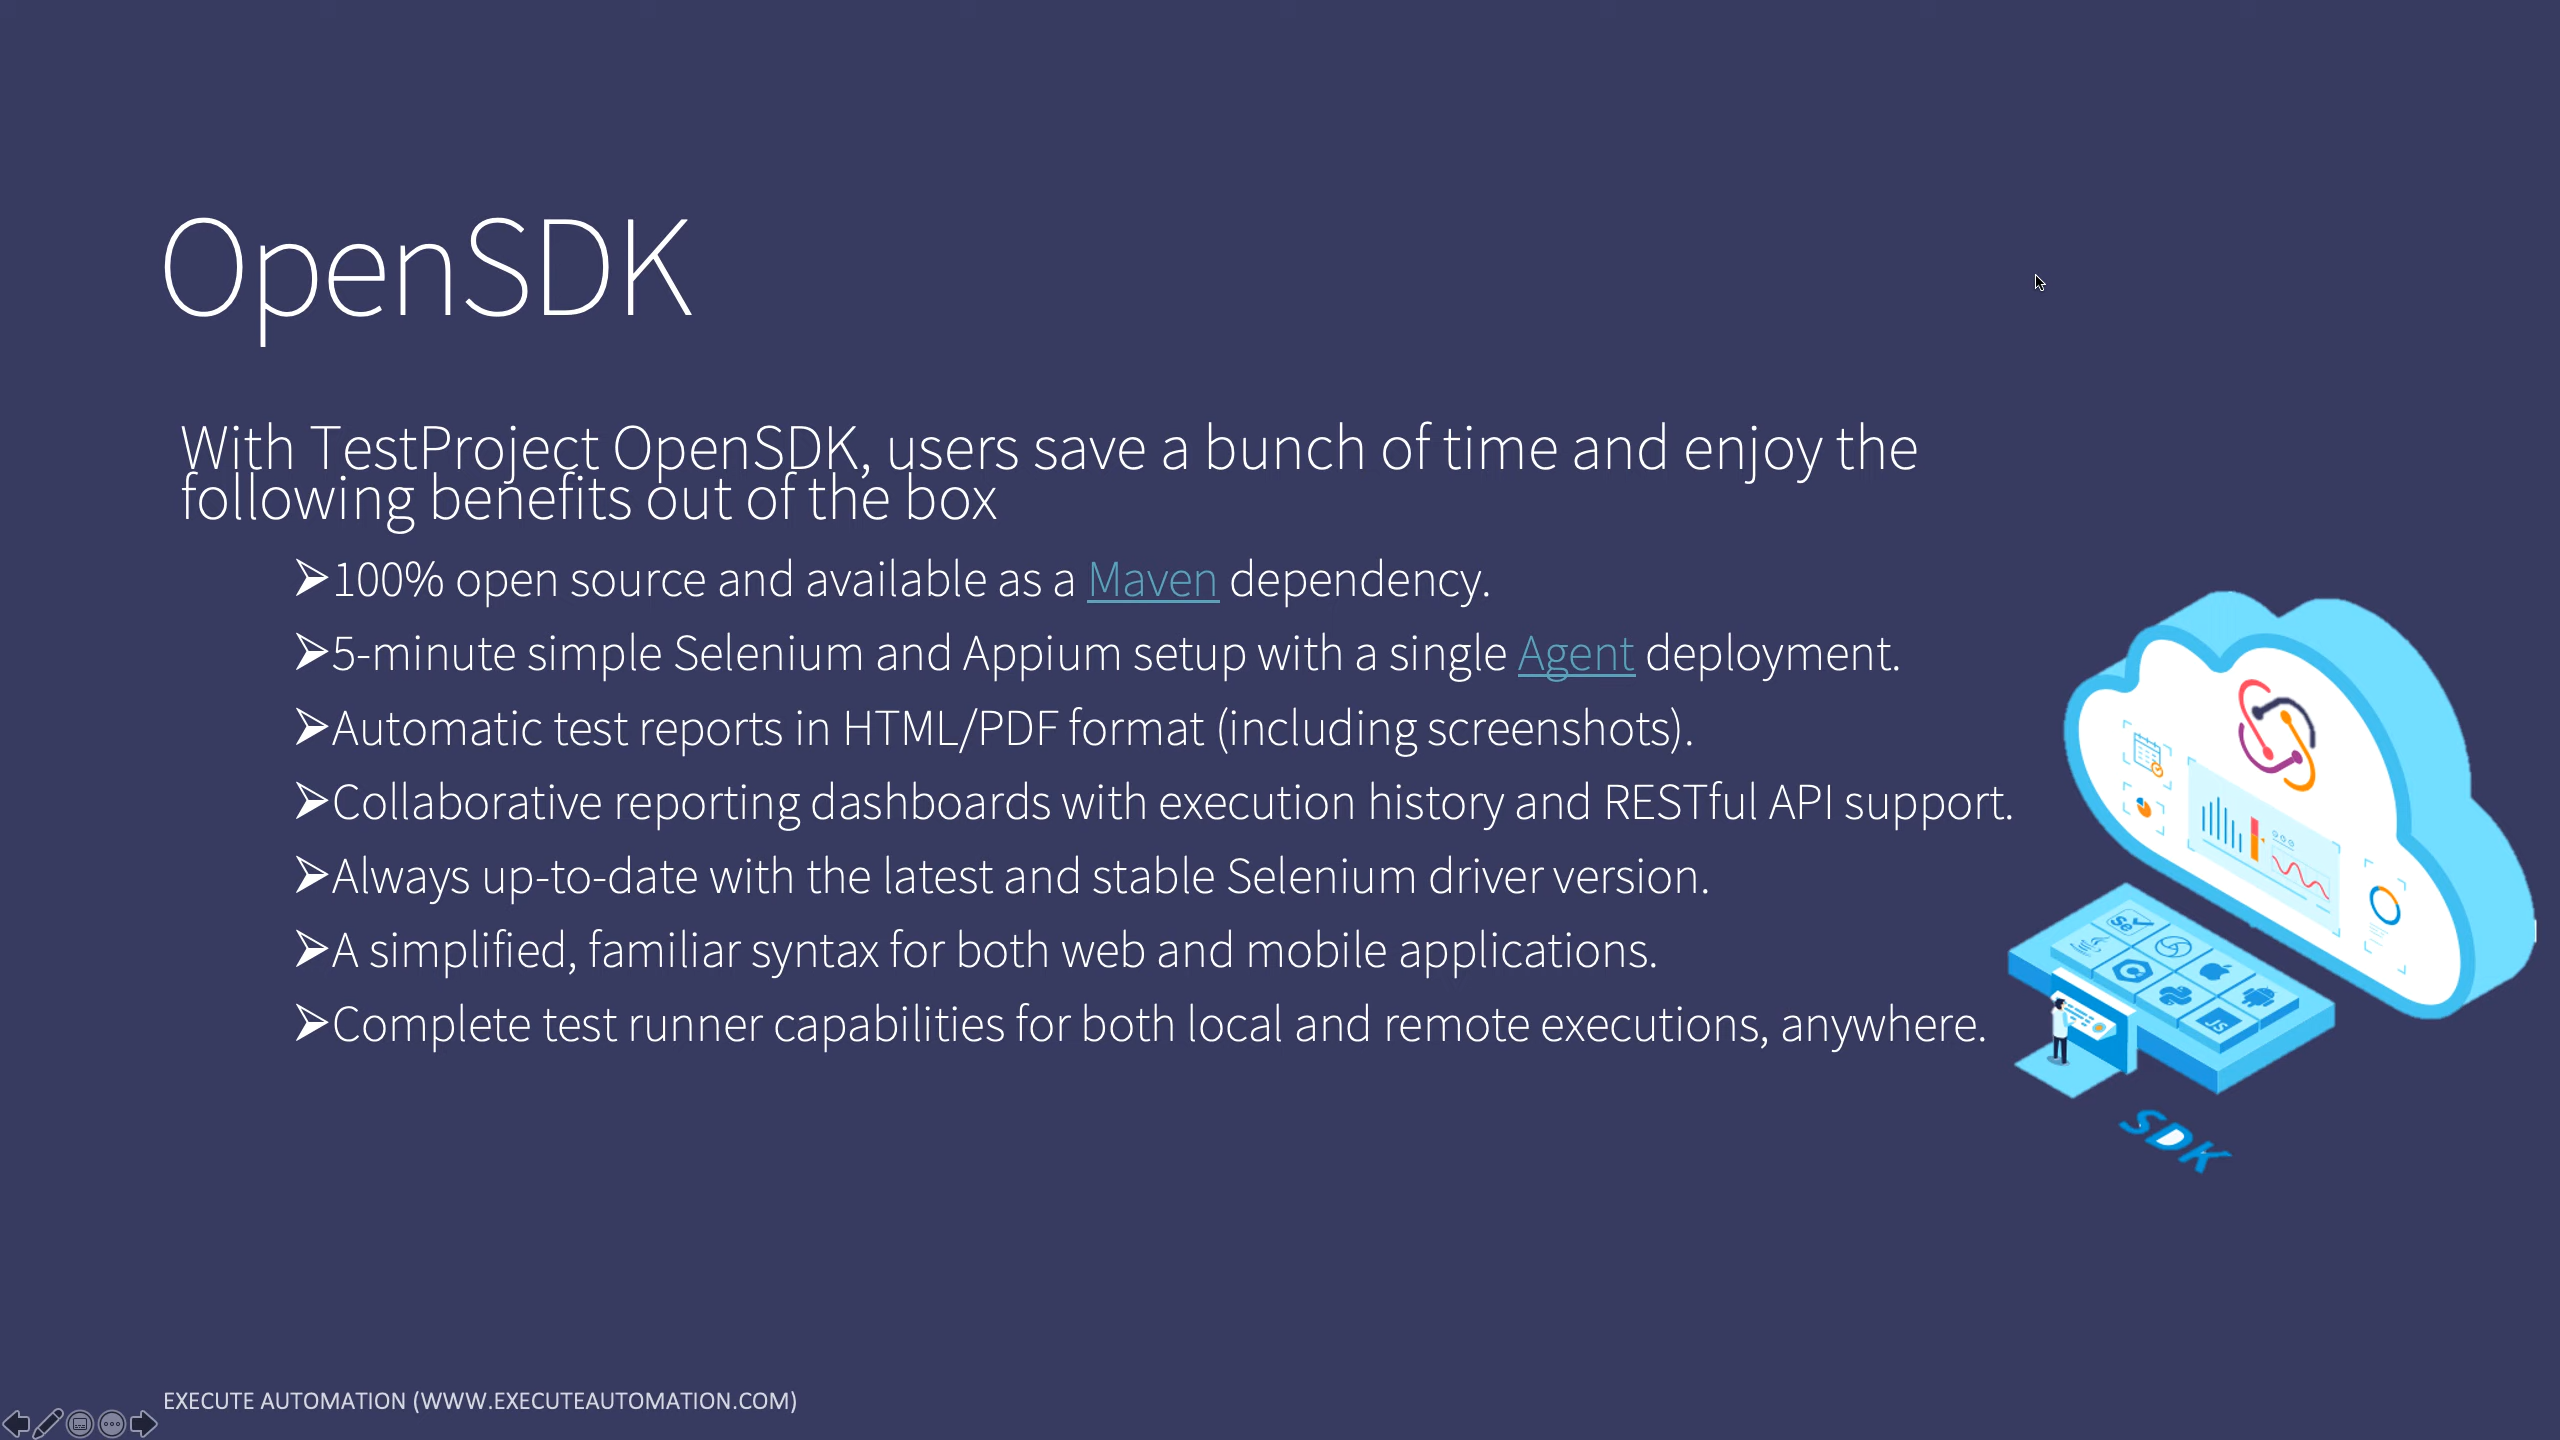 OpenSDK
With TestProject OpenSDK, users save a bunch of time and enjoy the
following benefits out of the box
➢100% open source and available as a Maven dependency.
➢5-minute simple Selenium and Appium setup with a single Agent deployment.
➢Automatic test reports in HTML/PDF format (including screenshots).
➢Collaborative reporting dashboards with execution history and RESTful API support.
➢Always up-to-date with the latest and stable Selenium driver version.
➢A simplified, familiar syntax for both web and mobile applications.
➢Complete test runner capabilities for both local and remote executions, anywhere.
Se
JS
SDK
EXECUTE AUTOMATION (WWW.EXECUTEAUTOMATION.COM)